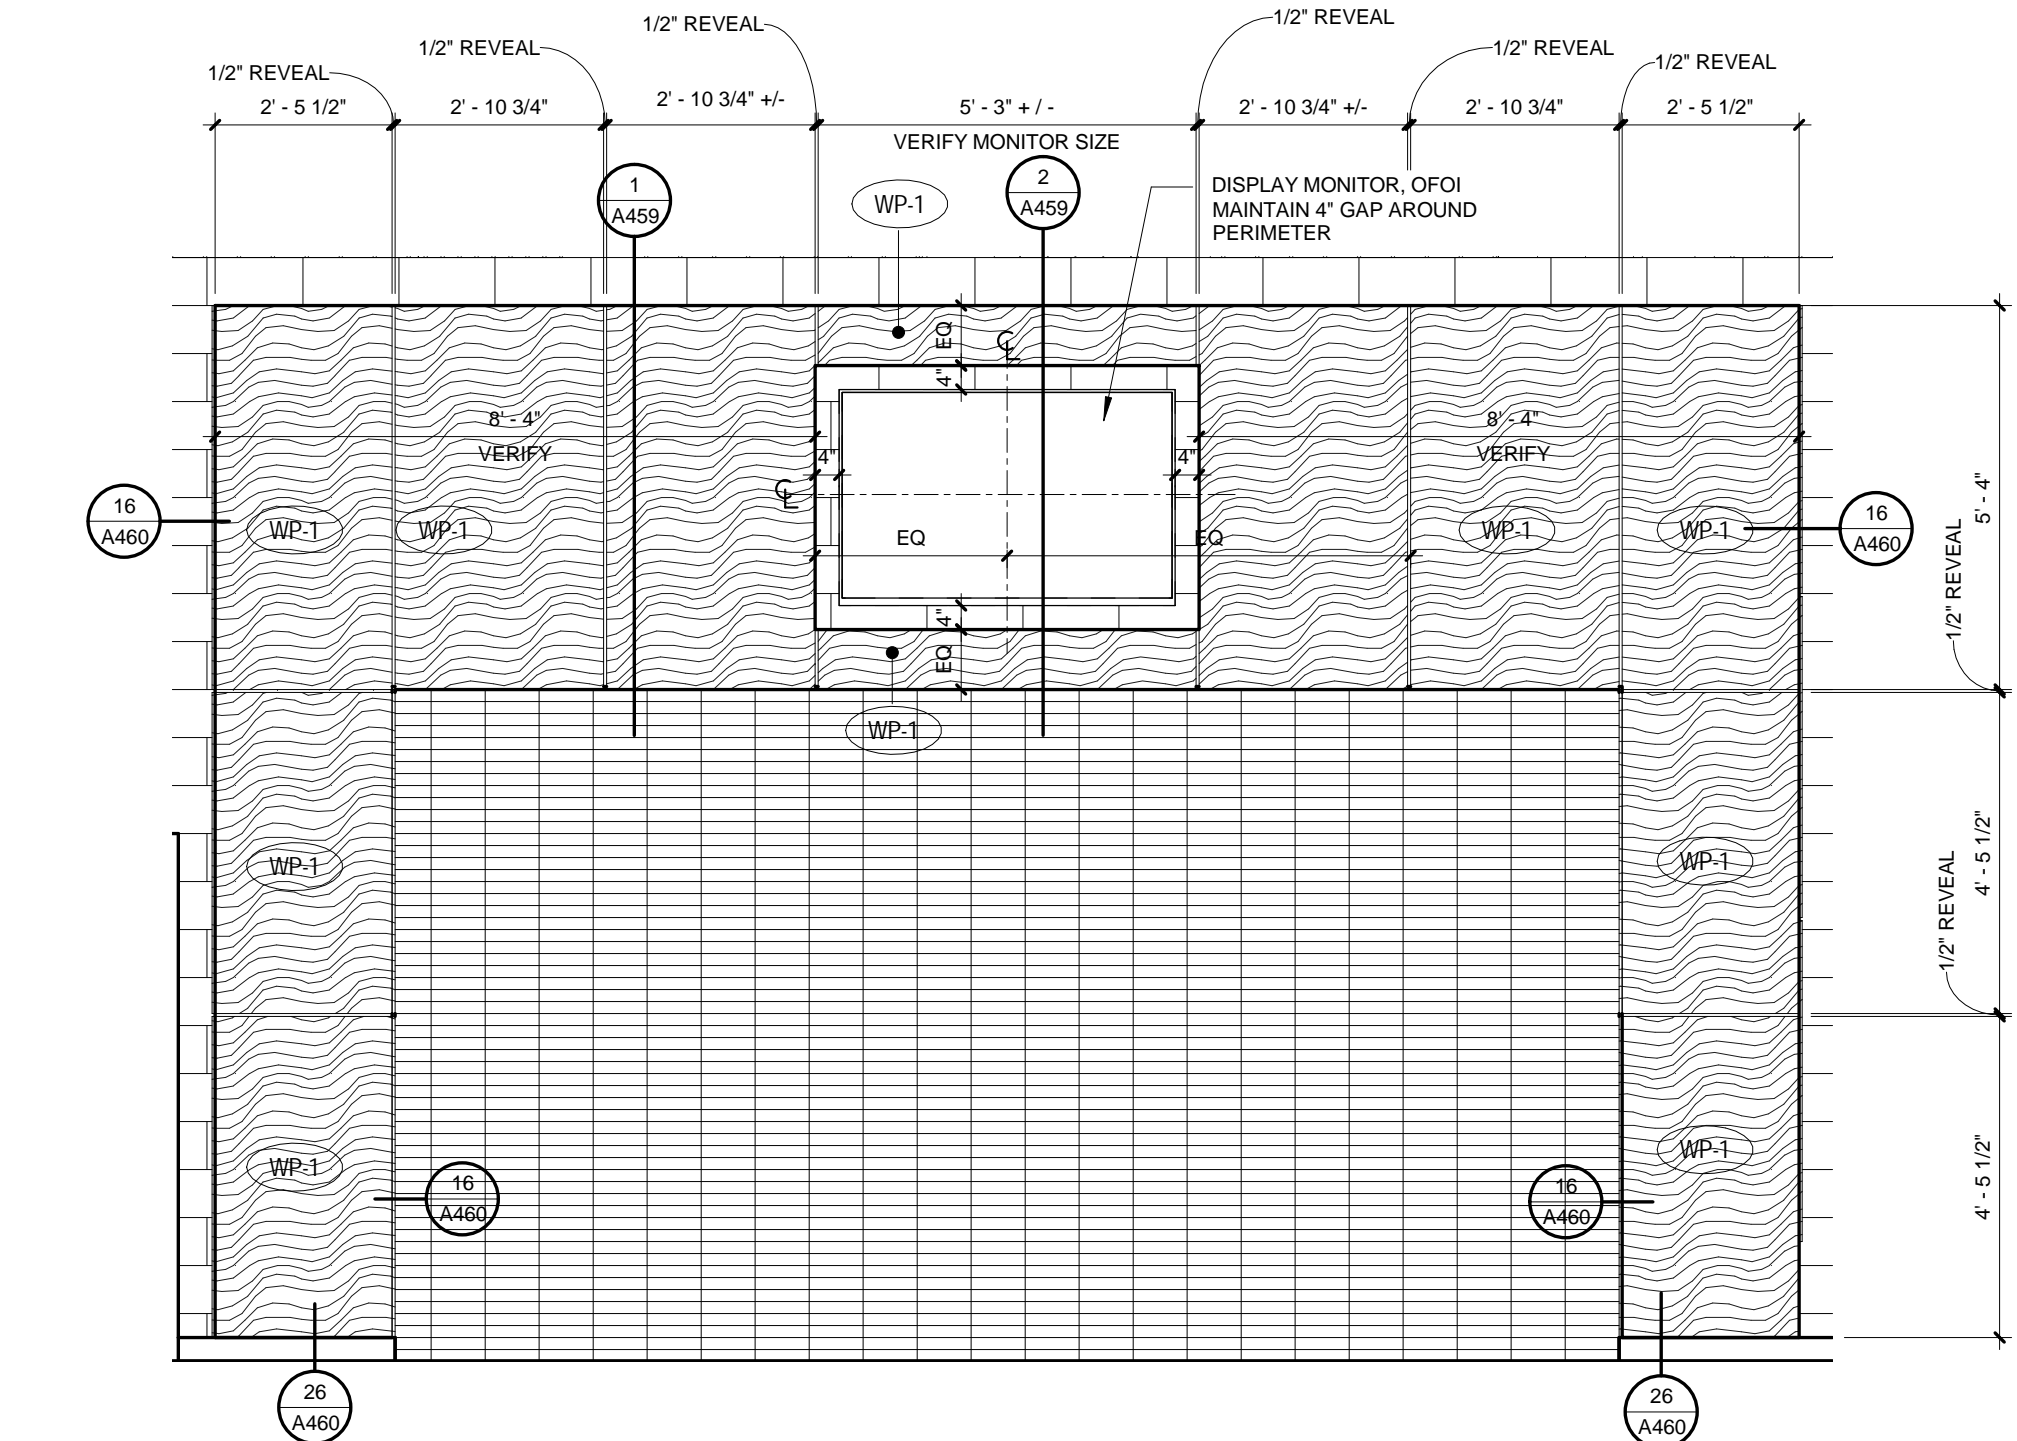 1/2" REVEAL
1/2" REVEAL
1/2" REVEAL
1/2" REVEAL
1/2" REVEAL
1/2" REVEAL
2' - 5 1/2"
2' - 10 3/4"
2' - 10 3/4" +/-
5' - 3" + / -
2' - 10 3/4" +/-
2' - 10 3/4"
2' - 5 1/2"
VERIFY MONITOR SIZE
1
A459
WP-1
2
A459
DISPLAY MONITOR, OFOI
MAINTAIN 4" GAP AROUND
PERIMETER
EQ
CL
4"
8' - 4"
VERIFY
8' - 4"
VERIFY
4"
4"
CL
16
A460
WP-1
WP-1
EQ
EQ
WP-1
WP-1
16
A460
5' - 4"
1/2" REVEAL
4"
EQ
WP-1
WP-1
WP-1
4' - 5 1/2"
1/2" REVEAL
WP-1
16
A460
16
A460
WP-1
4' - 5 1/2"
26
A460
26
A460